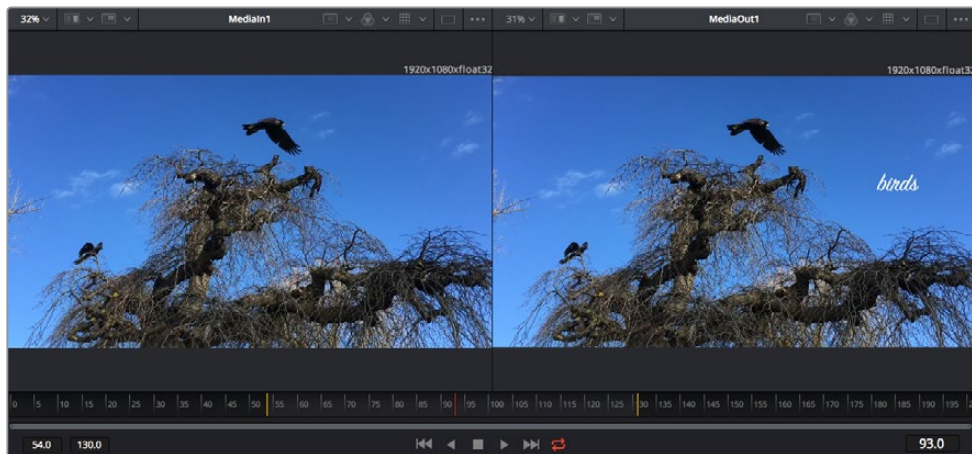 32% MediaIn1 31% MediaOut1
1920x1080xfloat32 1920x1080xfloat32
birds
0 5 10 15 20 25 30 35 40 45 50 55 60 65 70 75 80 85 90 95 100 105 110 115 120 125 130 135 140 145 150 155 160 165 170 175 180 185 190 195
54.0 130.0 93.0